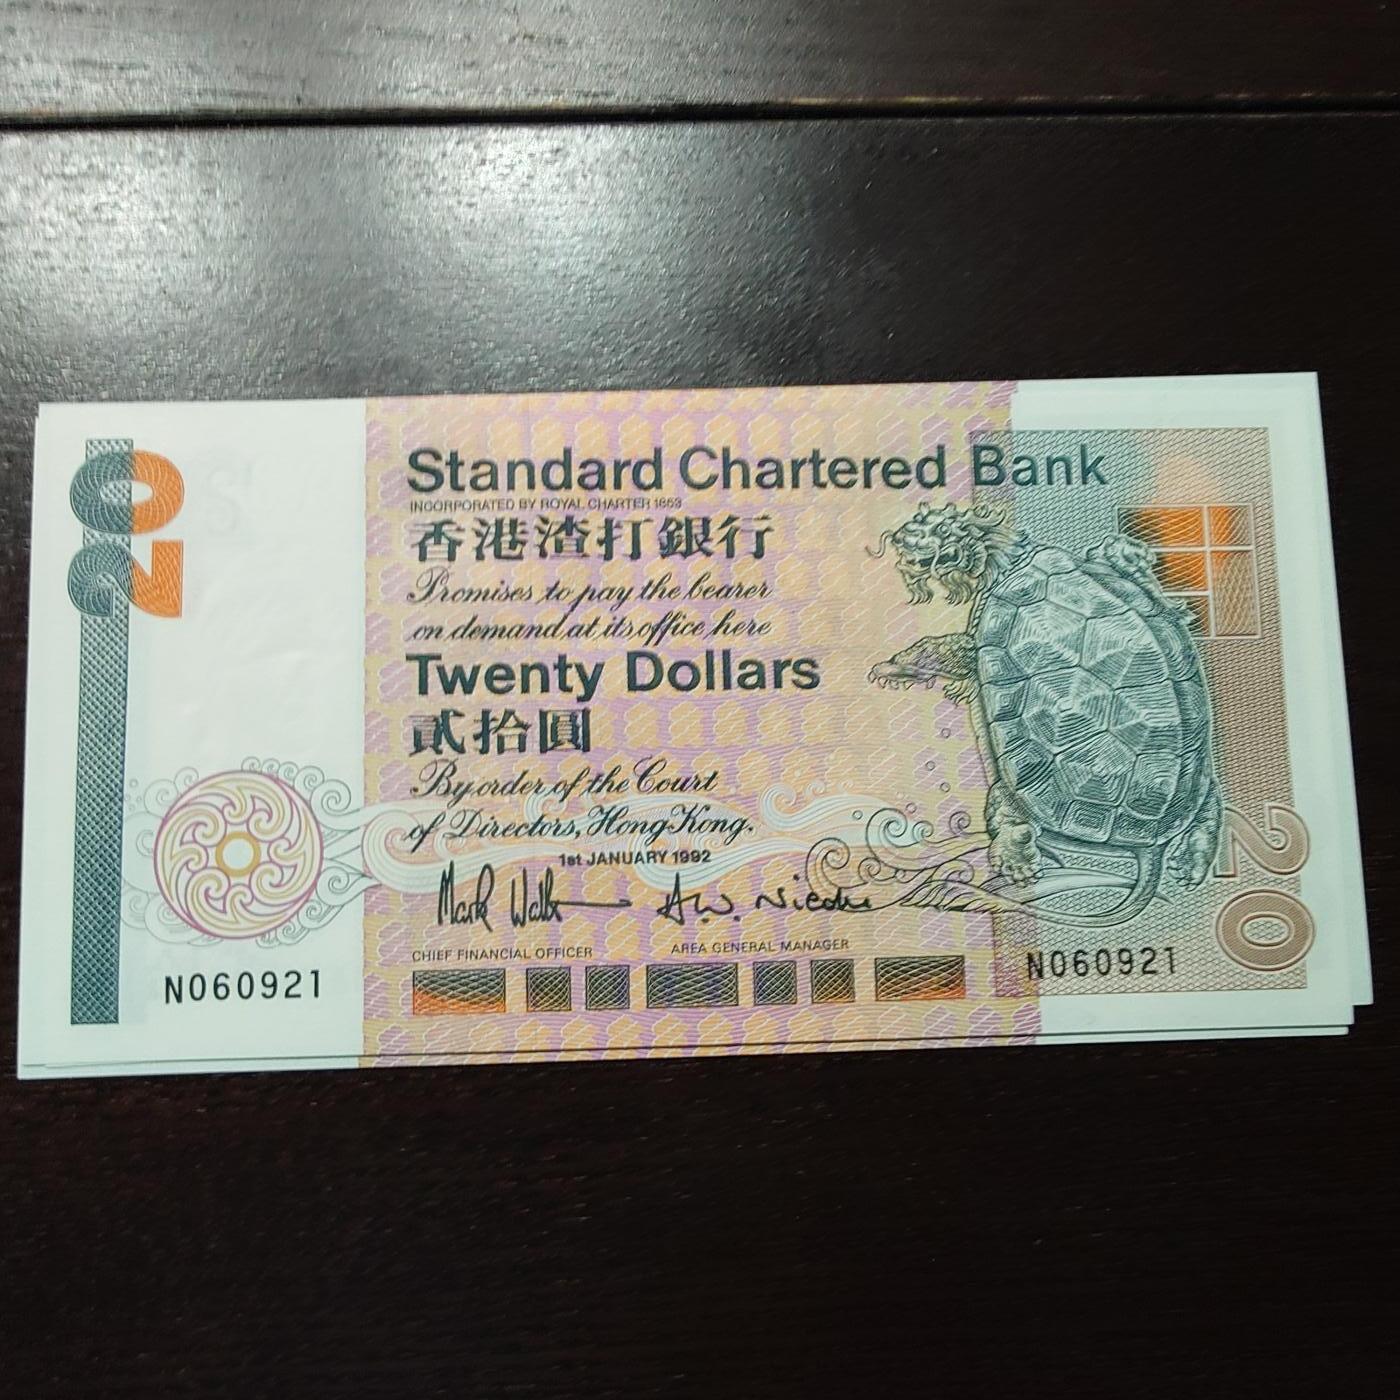 20
Standard Chartered Bank
INCORPORATED BY ROYAL CHARTER 1853
香港渣打銀行
Promises to pay the bearer
on demand at its office here
Twenty Dollars
貳拾圓
By order of the Court
of Directors, Hong Kong.
1st JANUARY 1992
CHIEF FINANCIAL OFFICER
AREA GENERAL MANAGER
20
N060921
N060921